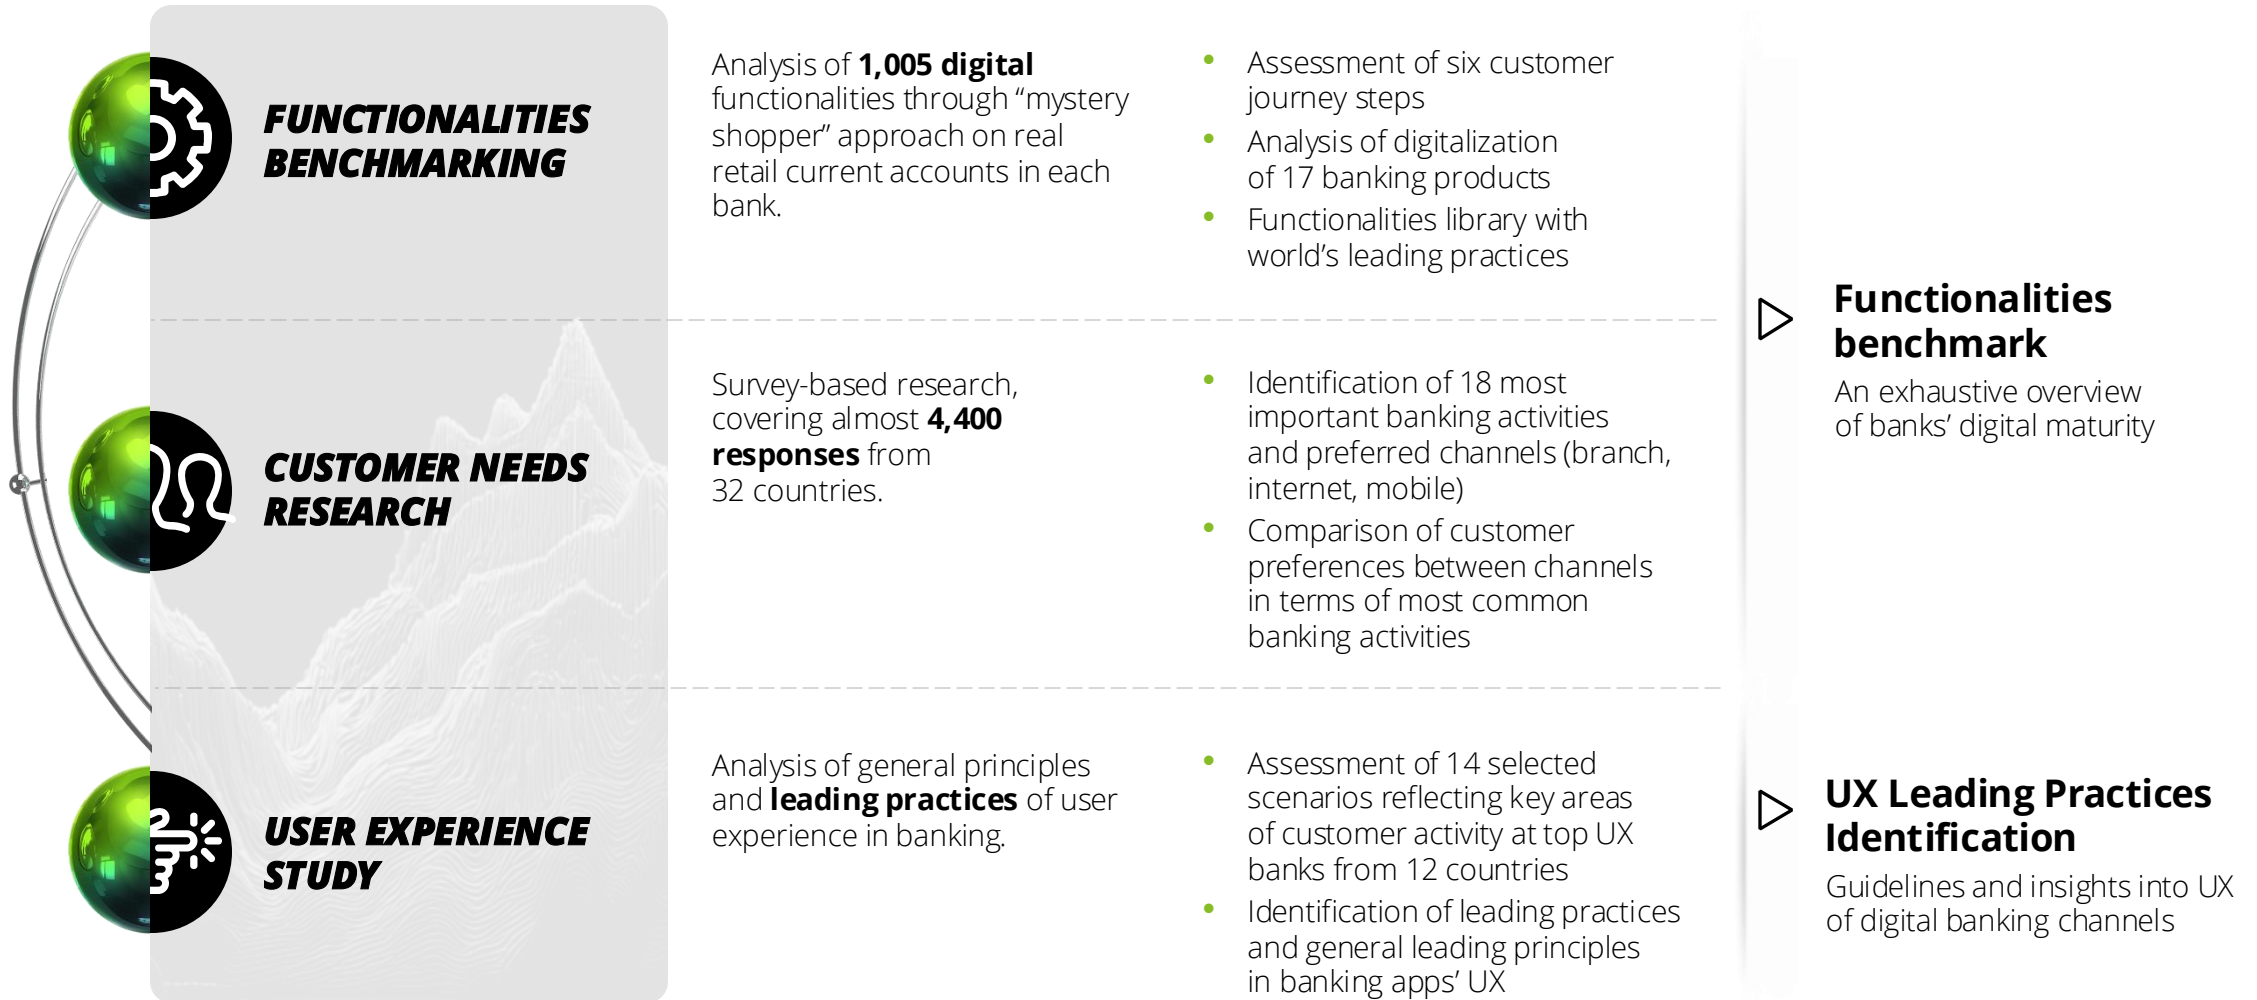 FUNCTIONALITIES
BENCHMARKING
Analysis of 1,005 digital
functionalities through “mystery
shopper” approach on real
retail current accounts in each
bank.
• Assessment of six customer
journey steps
• Analysis of digitalization
of 17 banking products
• Functionalities library with
world’s leading practices
CUSTOMER NEEDS
RESEARCH
Survey-based research,
covering almost 4,400
responses from
32 countries.
• Identification of 18 most
important banking activities
and preferred channels (branch,
internet, mobile)
• Comparison of customer
preferences between channels
in terms of most common
banking activities
Functionalities
benchmark
An exhaustive overview
of banks’ digital maturity
USER EXPERIENCE
STUDY
Analysis of general principles
and leading practices of user
experience in banking.
• Assessment of 14 selected
scenarios reflecting key areas
of customer activity at top UX
banks from 12 countries
• Identification of leading practices
and general leading principles
in banking apps’ UX
UX Leading Practices
Identification
Guidelines and insights into UX
of digital banking channels